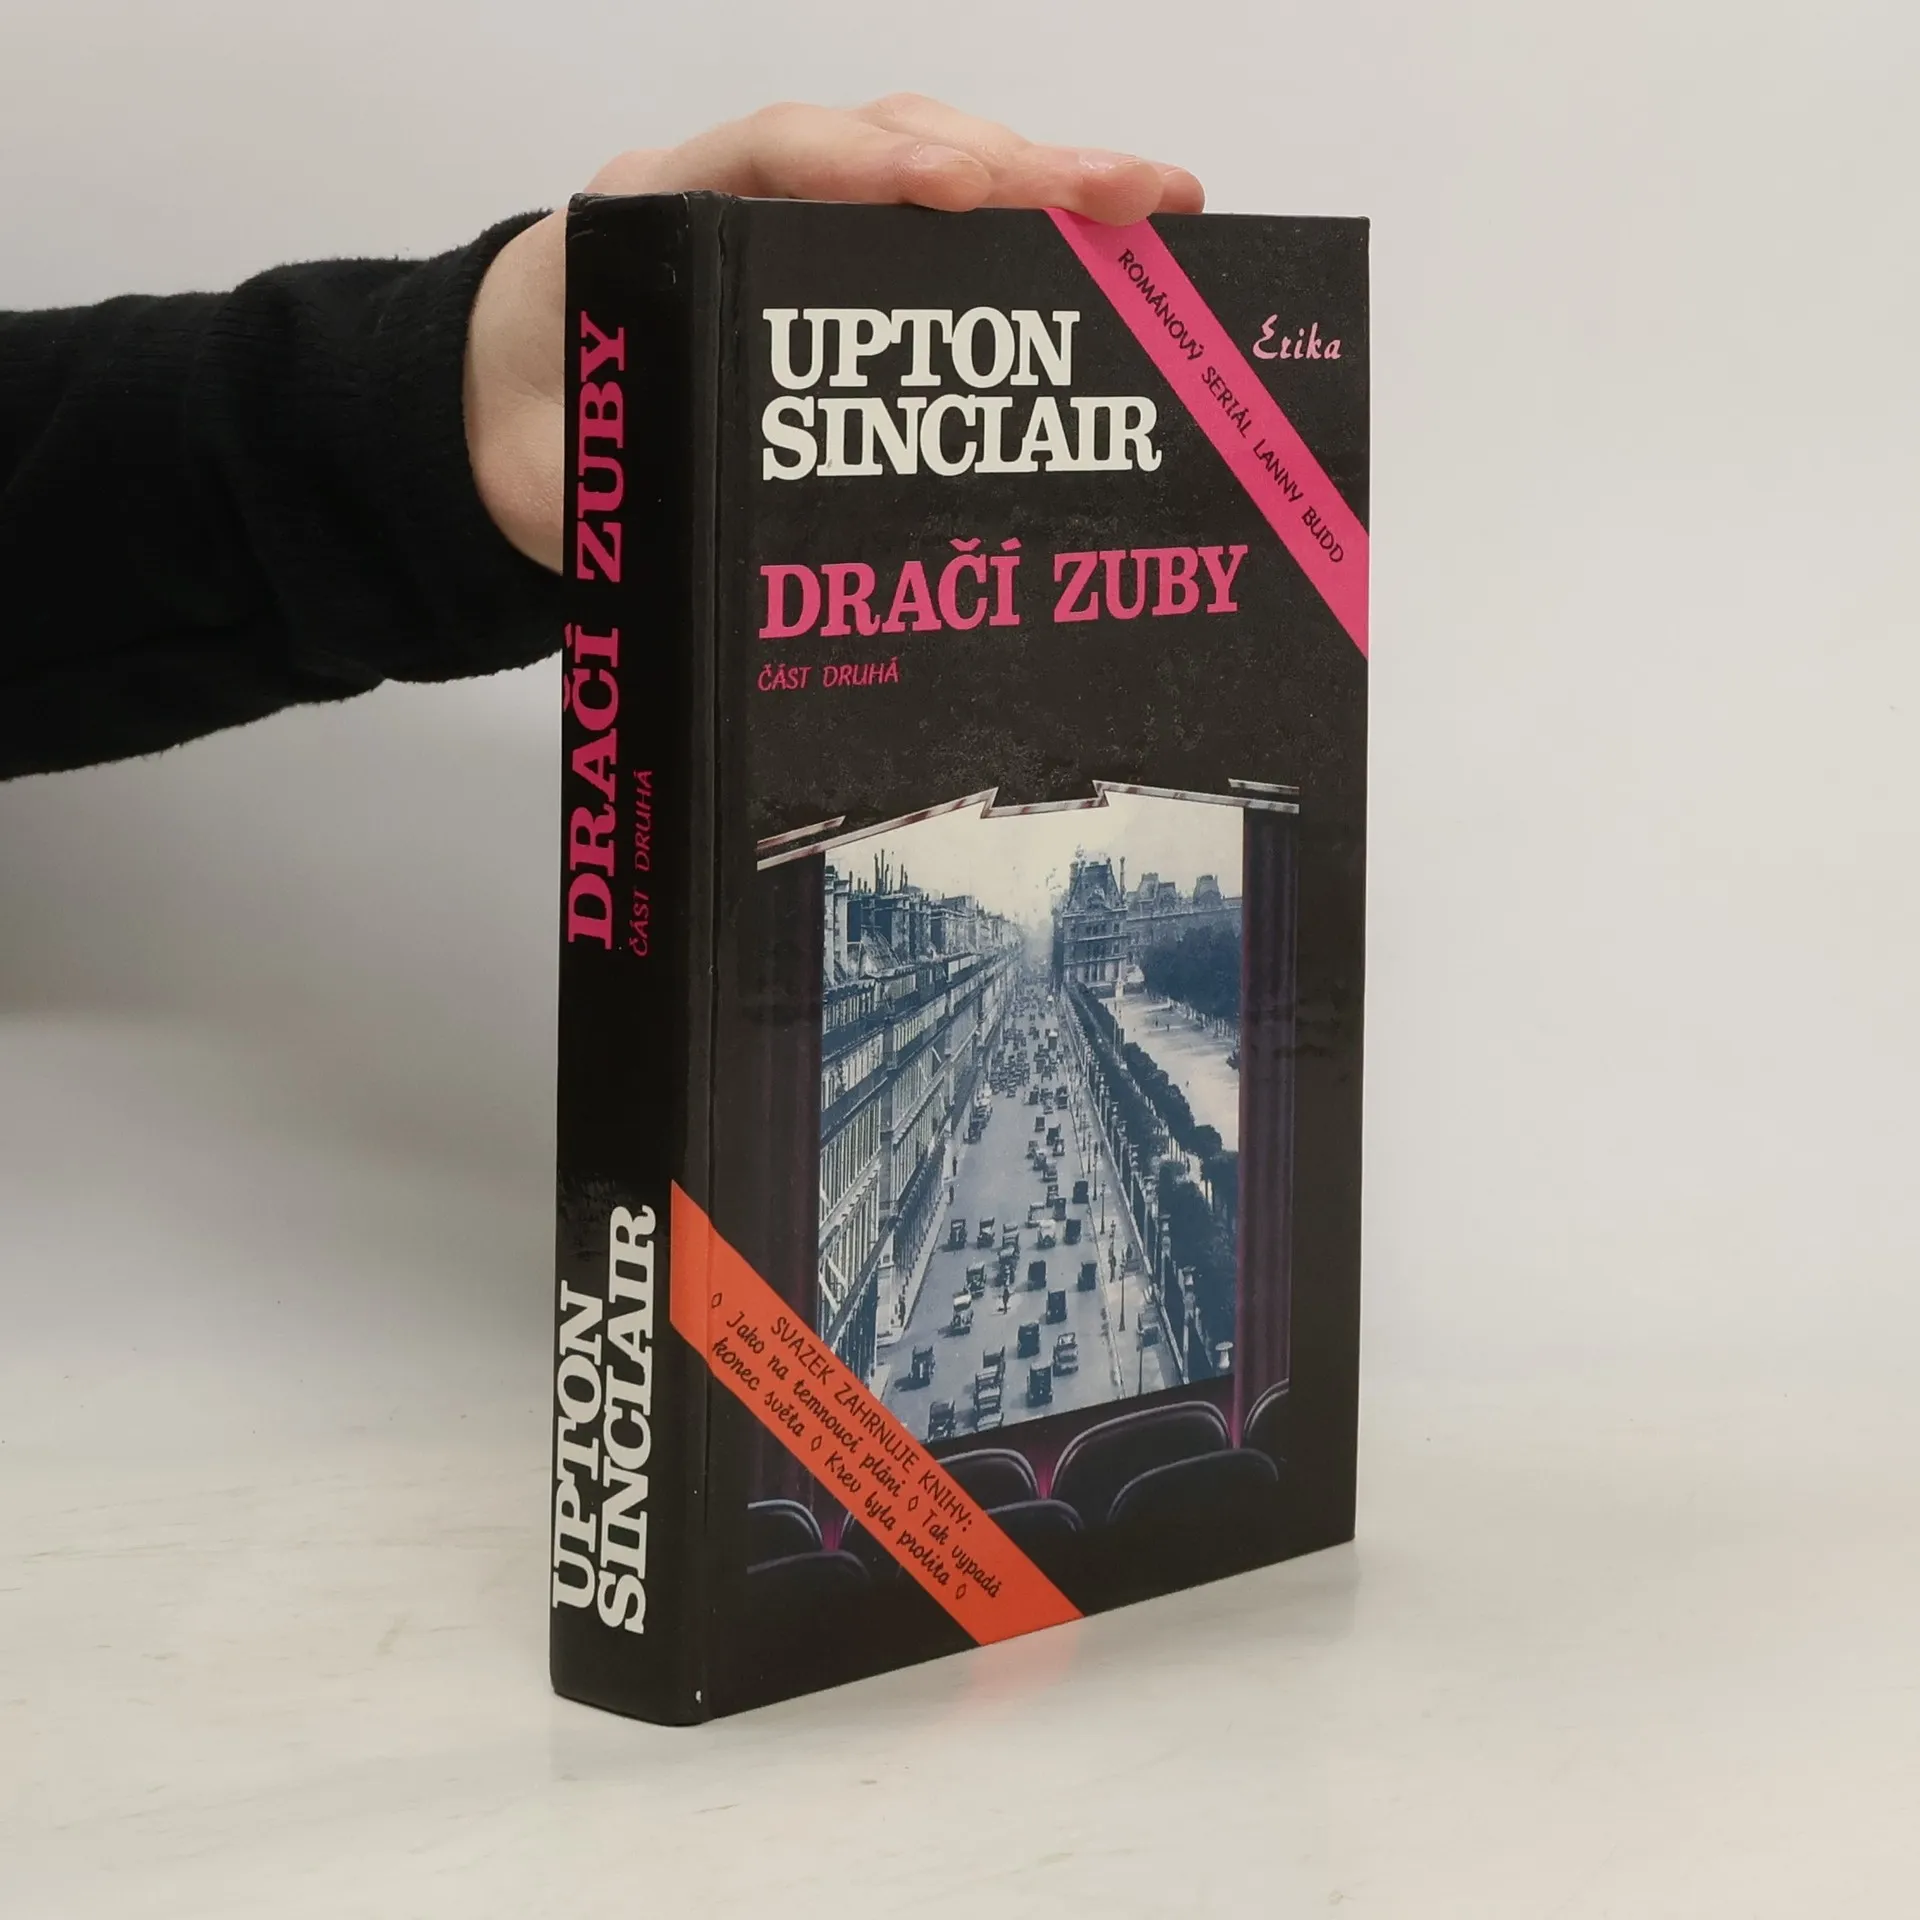 UPTON
SINCLAIR
DRAČÍ ZUBY
ČÁST DRUHÁ
ROMÁNOVÝ SERIÁL LANNY BUDD
Erika
SVAZEK ZAHRNUJE KNIHY:
◊ Jako na temnoucí pláni ◊ Tak vypadá
konec světa ◊ Krev byla prolita ◊
DRAČÍ ZUBY
ČÁST DRUHÁ
UPTON
SINCLAIR